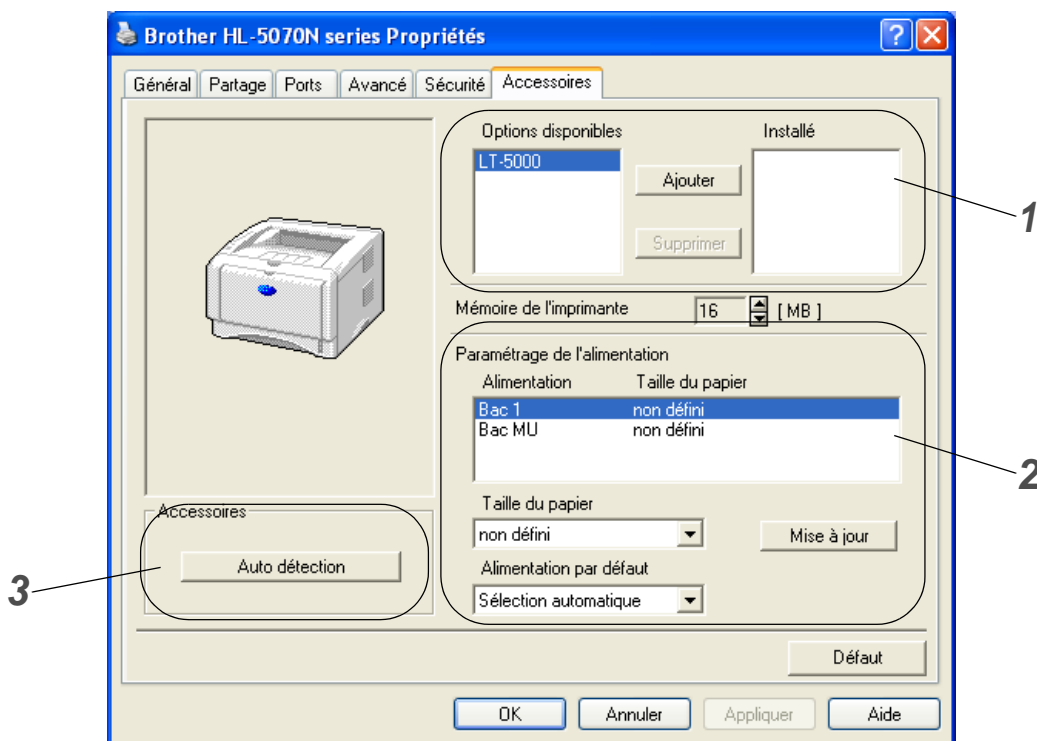 Brother HL-5070N series Propriétés
Général Partage Ports Avancé Sécurité Accessoires
Options disponibles Installé
LT-5000
Ajouter
Supprimer
1
Mémoire de l'imprimante 16 [ MB ]
Paramétrage de l'alimentation
Alimentation Taille du papier
Bac 1 non défini
Bac MU non défini
2
Taille du papier
non défini Mise à jour
Alimentation par défaut
Sélection automatique
Accessoires
Auto détection
3
Défaut
OK Annuler Appliquer Aide